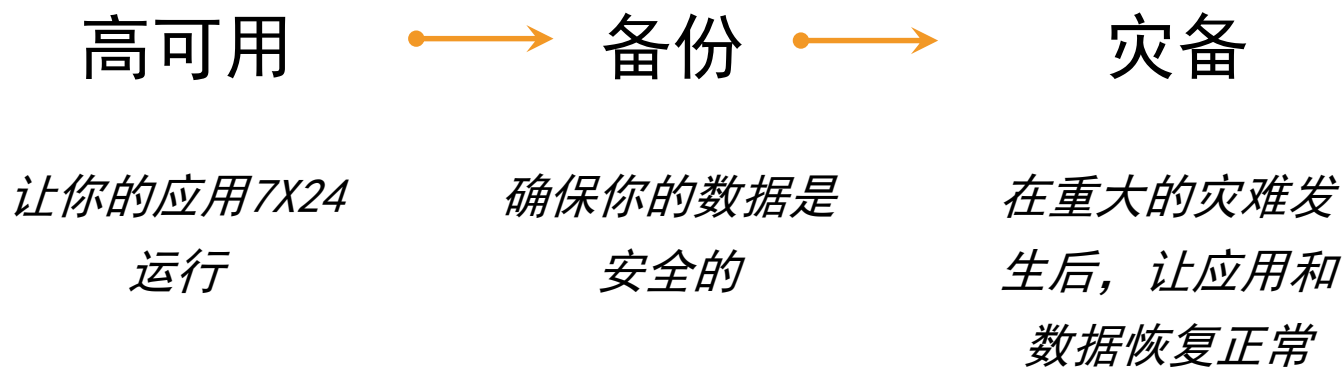 高可用
备份
灾备
让你的应用7X24
运行
确保你的数据是
安全的
在重大的灾难发
生后，让应用和
数据恢复正常